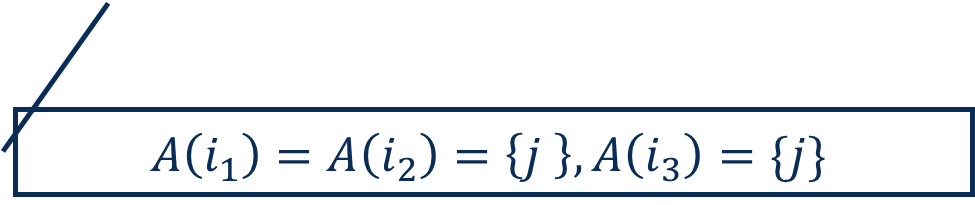 A(i₁) = A(i₂) = {j }, A(i₃) = {j}